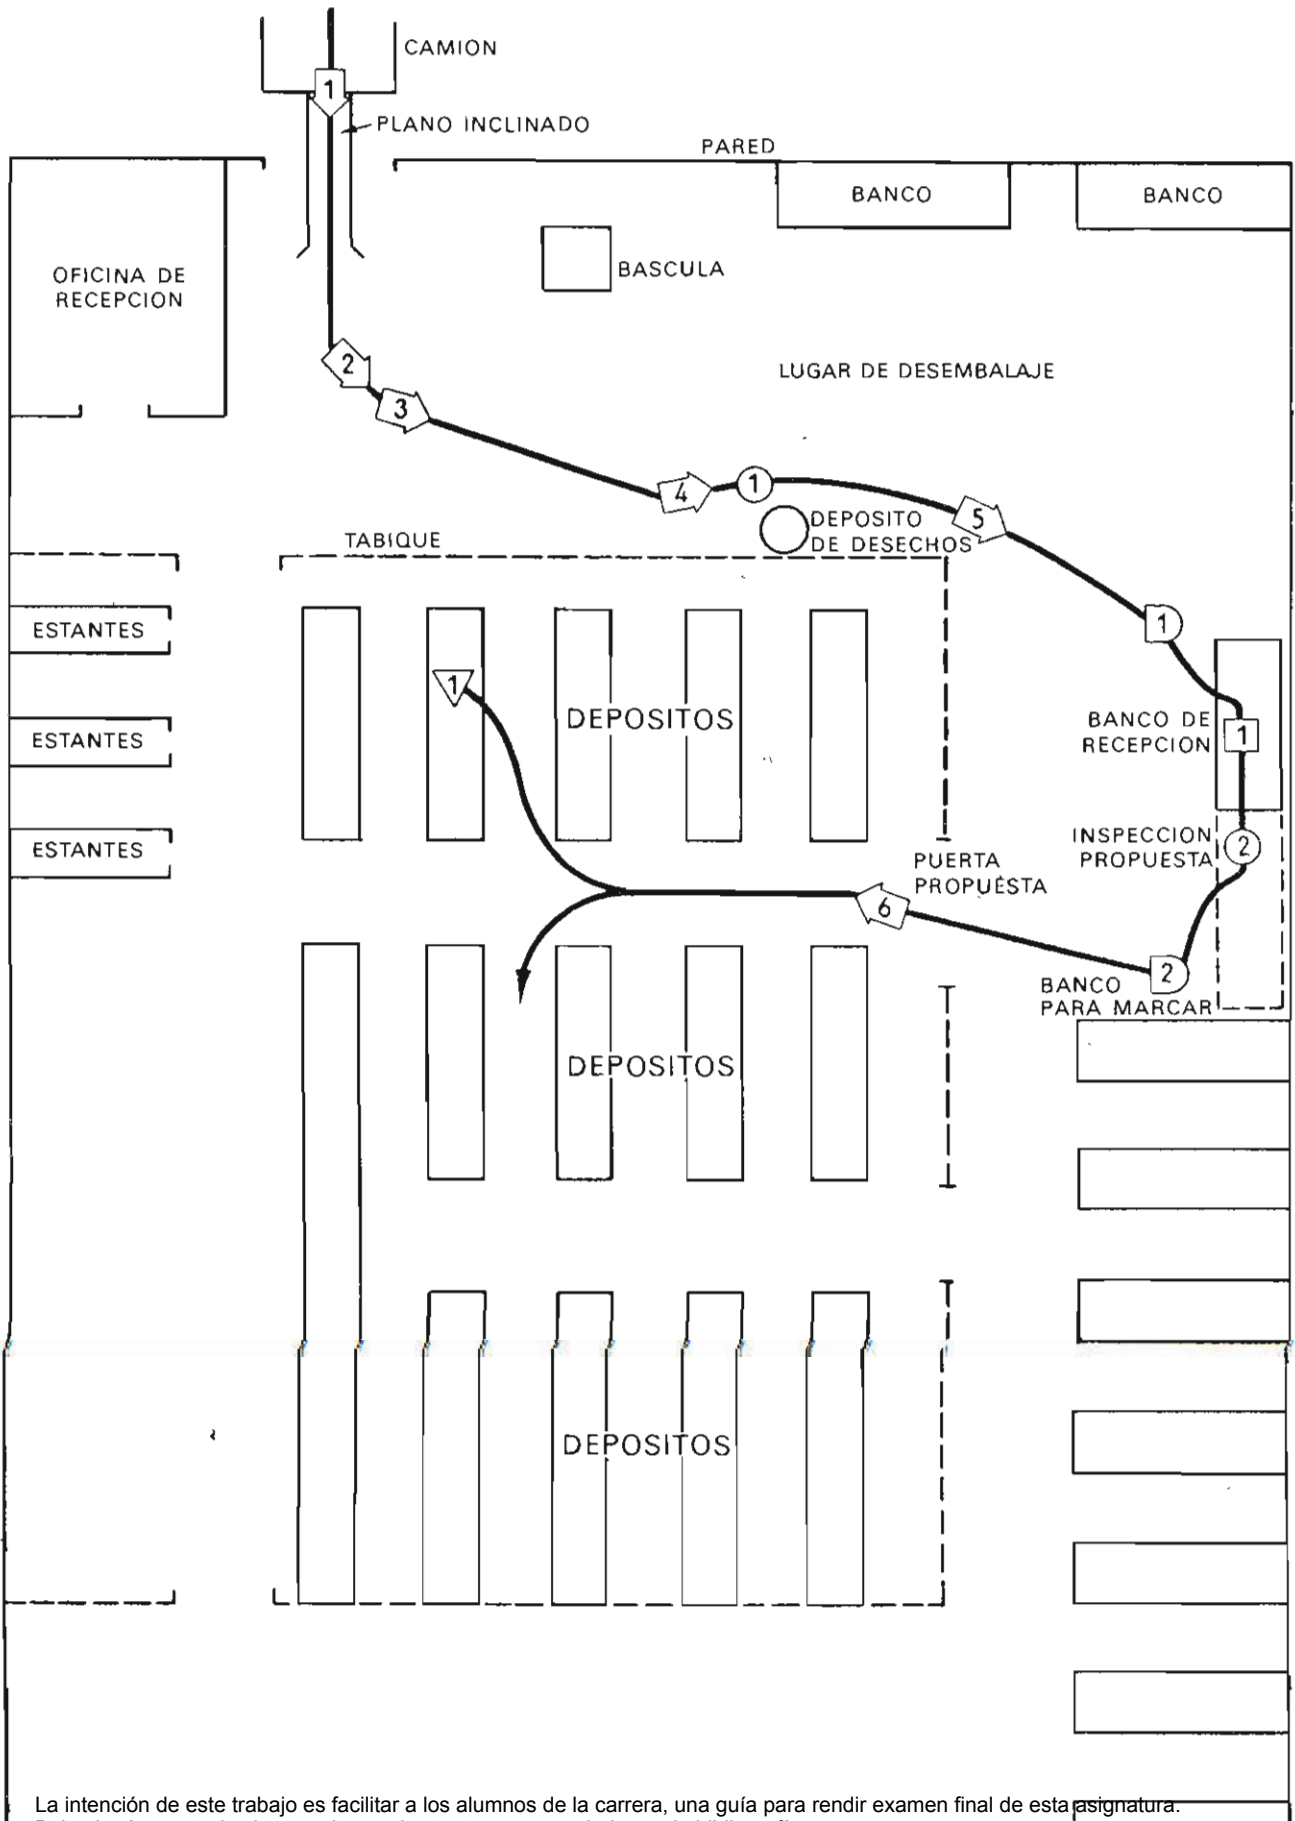 CAMION
1
PLANO INCLINADO
PARED
BANCO
BANCO
OFICINA DE
RECEPCION
BASCULA
2
3
LUGAR DE DESEMBALAJE
4
1
5
DEPOSITO
DE DESECHOS
TABIQUE
ESTANTES
1
1
DEPOSITOS
BANCO DE
RECEPCION
1
ESTANTES
INSPECCION
PROPUESTA
2
ESTANTES
PUERTA
PROPUESTA
6
2
BANCO
PARA MARCAR
DEPOSITOS
DEPOSITOS
La intención de este trabajo es facilitar a los alumnos de la carrera, una guía para rendir examen final de esta asignatura.